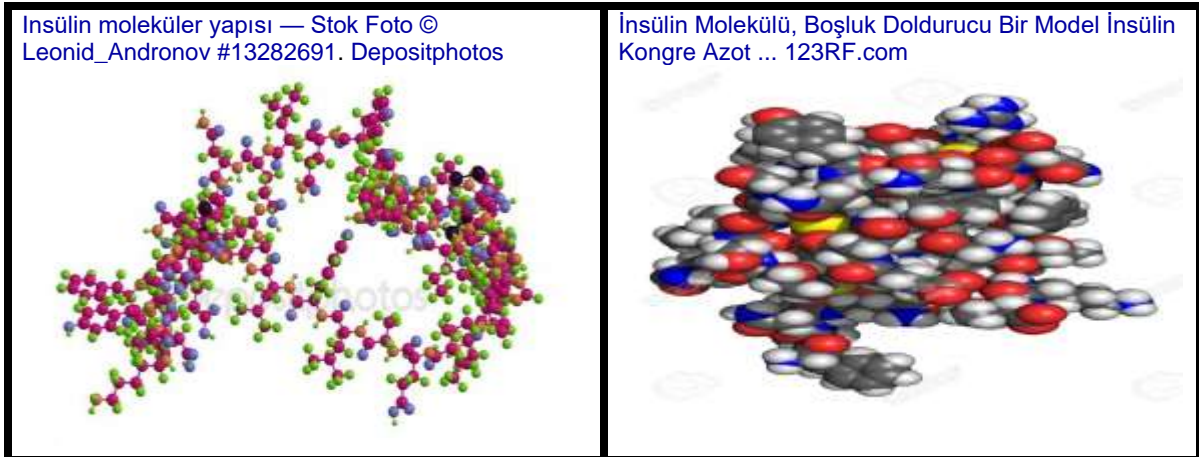 Insülin moleküler yapısı — Stok Foto ©
Leonid_Andronov #13282691. Depositphotos
İnsülin Molekülü, Boşluk Doldurucu Bir Model İnsülin
Kongre Azot ... 123RF.com